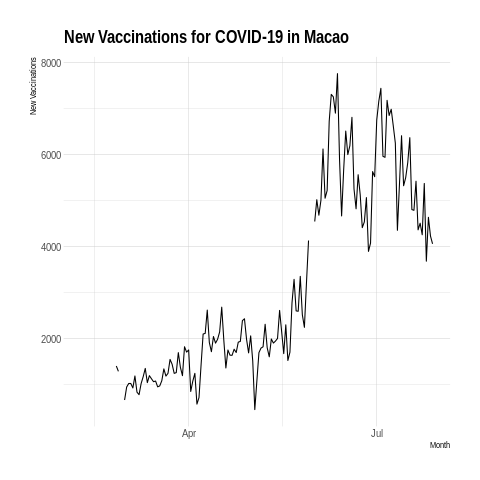 New Vaccinations for COVID-19 in Macao
New Vaccinations
8000
6000
4000
2000
Apr
Jul
Month